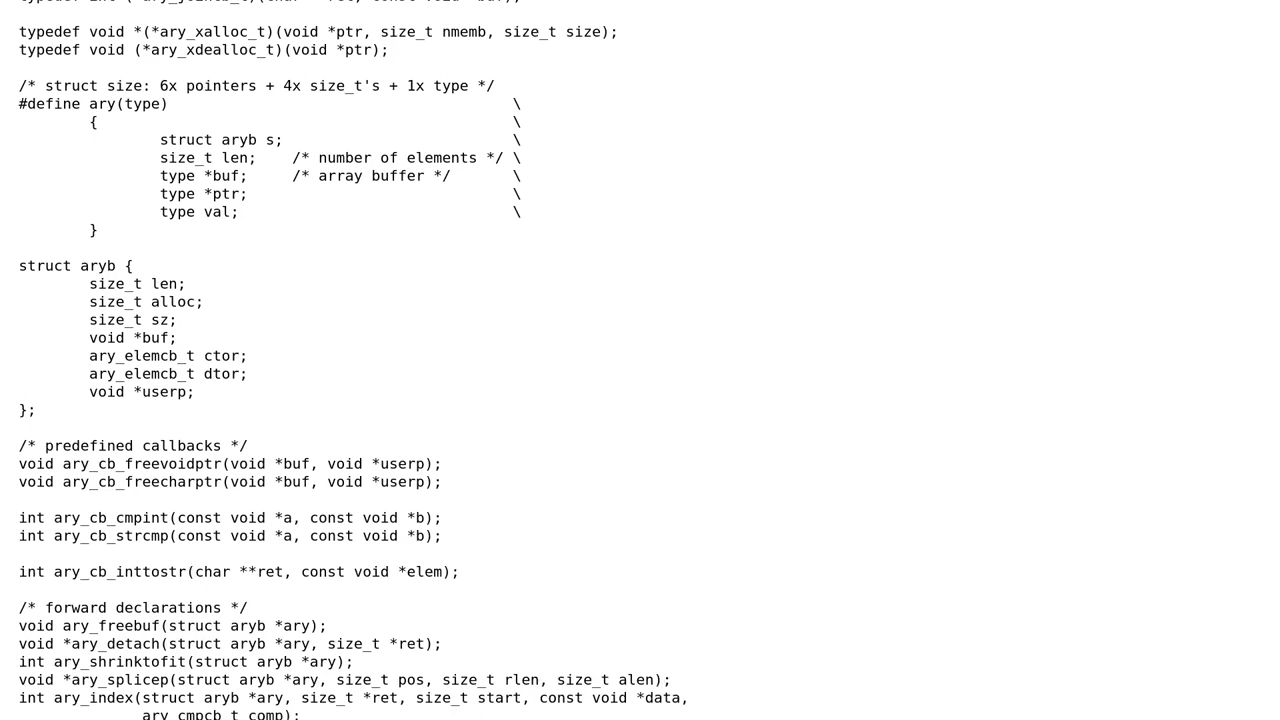 typedef void *(*ary_xalloc_t)(void *ptr, size_t nmemb, size_t size);
typedef void (*ary_xdealloc_t)(void *ptr);

/* struct size: 6x pointers + 4x size_t's + 1x type */
#define ary(type)                                       \
        {                                               \
                struct aryb s;                          \
                size_t len;    /* number of elements */ \
                type *buf;     /* array buffer */       \
                type *ptr;                              \
                type val;                               \
        }

struct aryb {
        size_t len;
        size_t alloc;
        size_t sz;
        void *buf;
        ary_elemcb_t ctor;
        ary_elemcb_t dtor;
        void *userp;
};

/* predefined callbacks */
void ary_cb_freevoidptr(void *buf, void *userp);
void ary_cb_freecharptr(void *buf, void *userp);

int ary_cb_cmpint(const void *a, const void *b);
int ary_cb_strcmp(const void *a, const void *b);

int ary_cb_inttostr(char **ret, const void *elem);

/* forward declarations */
void ary_freebuf(struct aryb *ary);
void *ary_detach(struct aryb *ary, size_t *ret);
int ary_shrinktofit(struct aryb *ary);
void *ary_splicep(struct aryb *ary, size_t pos, size_t rlen, size_t alen);
int ary_index(struct aryb *ary, size_t *ret, size_t start, const void *data,
              ary_cmpcb_t comp);